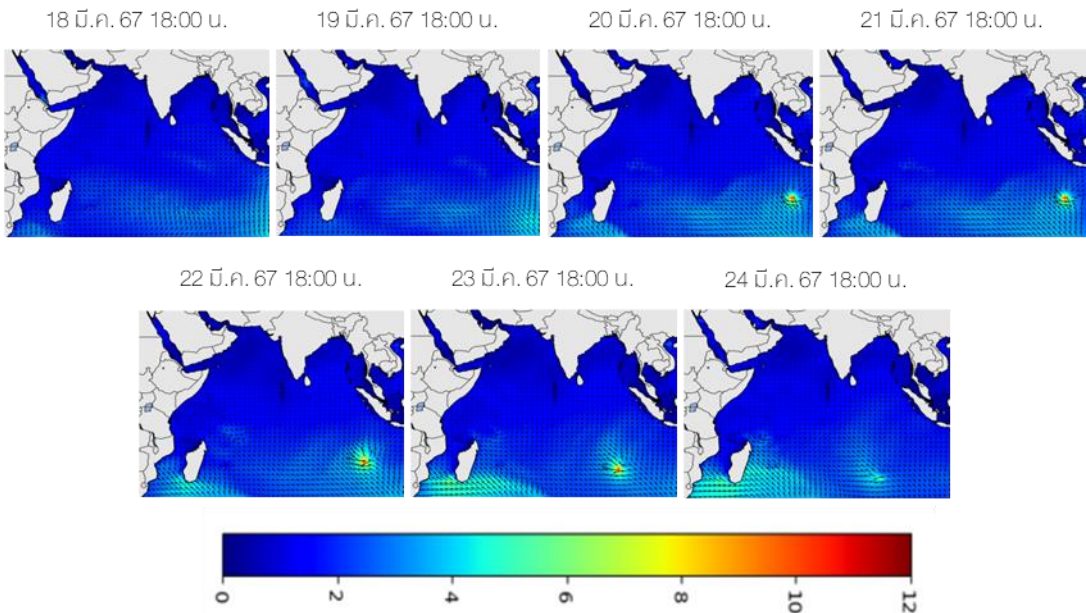 18 มี.ค. 67 18:00 น.
19 มี.ค. 67 18:00 น.
20 มี.ค. 67 18:00 น.
21 มี.ค. 67 18:00 น.
22 มี.ค. 67 18:00 น.
23 มี.ค. 67 18:00 น.
24 มี.ค. 67 18:00 น.
0 2 4 6 8 10 12